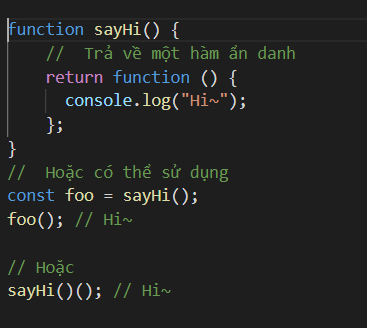 function sayHi() {
    //  Trả về một hàm ẩn danh
    return function () {
      console.log("Hi~");
    };
}
//  Hoặc có thể sử dụng
const foo = sayHi();
foo(); // Hi~

// Hoặc
sayHi()(); // Hi~